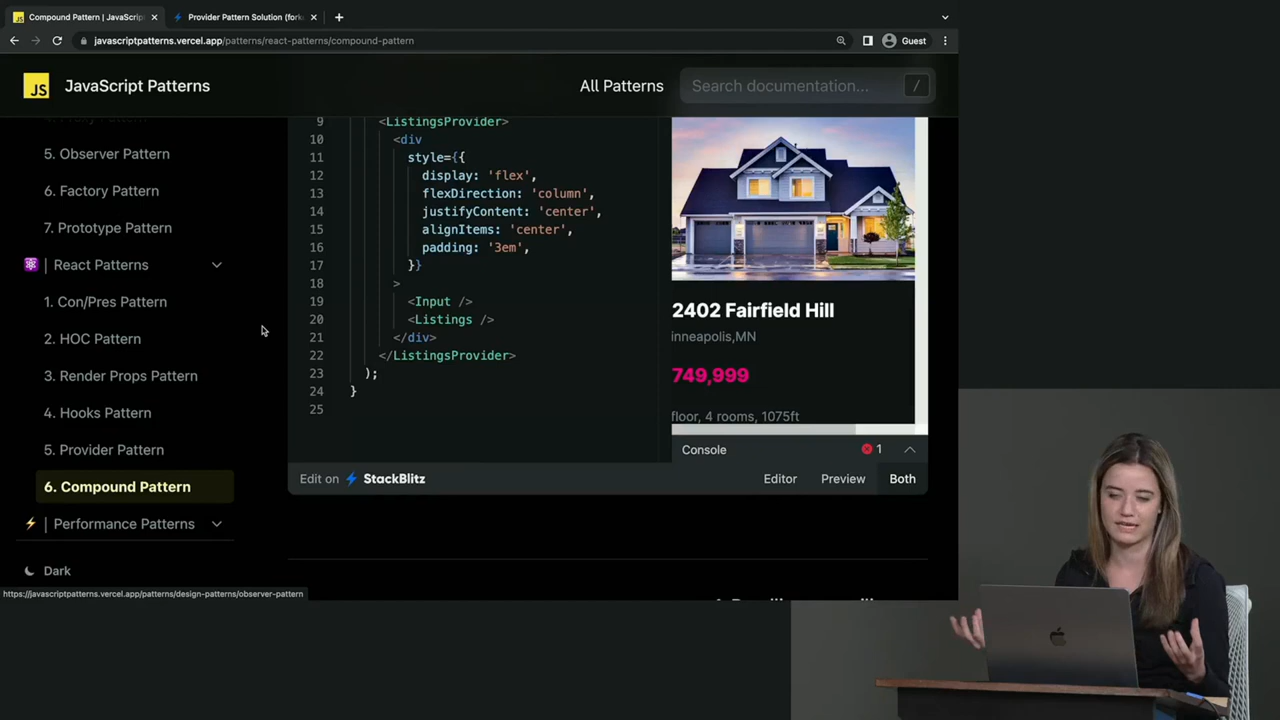 Compound Pattern | JavaScrip
Provider Pattern Solution (fork
javascriptpatterns.vercel.app/patterns/react-patterns/compound-pattern
Guest
JS
JavaScript Patterns
All Patterns
Search documentation...
/
4. Proxy Pattern
5. Observer Pattern
6. Factory Pattern
7. Prototype Pattern
| React Patterns
1. Con/Pres Pattern
2. HOC Pattern
3. Render Props Pattern
4. Hooks Pattern
5. Provider Pattern
6. Compound Pattern
| Performance Patterns
Dark
https://javascriptpatterns.vercel.app/patterns/design-patterns/observer-pattern
9 <ListingsProvider>
10 <div
11 style={{
12 display: 'flex',
13 flexDirection: 'column',
14 justifyContent: 'center',
15 alignItems: 'center',
16 padding: '3em',
17 }}
18 >
19 <Input />
20 <Listings />
21 </div>
22 </ListingsProvider>
23 );
24 }
25
2402 Fairfield Hill
inneapolis,MN
749,999
floor, 4 rooms, 1075ft
Console
1
Edit on
StackBlitz
Editor
Preview
Both